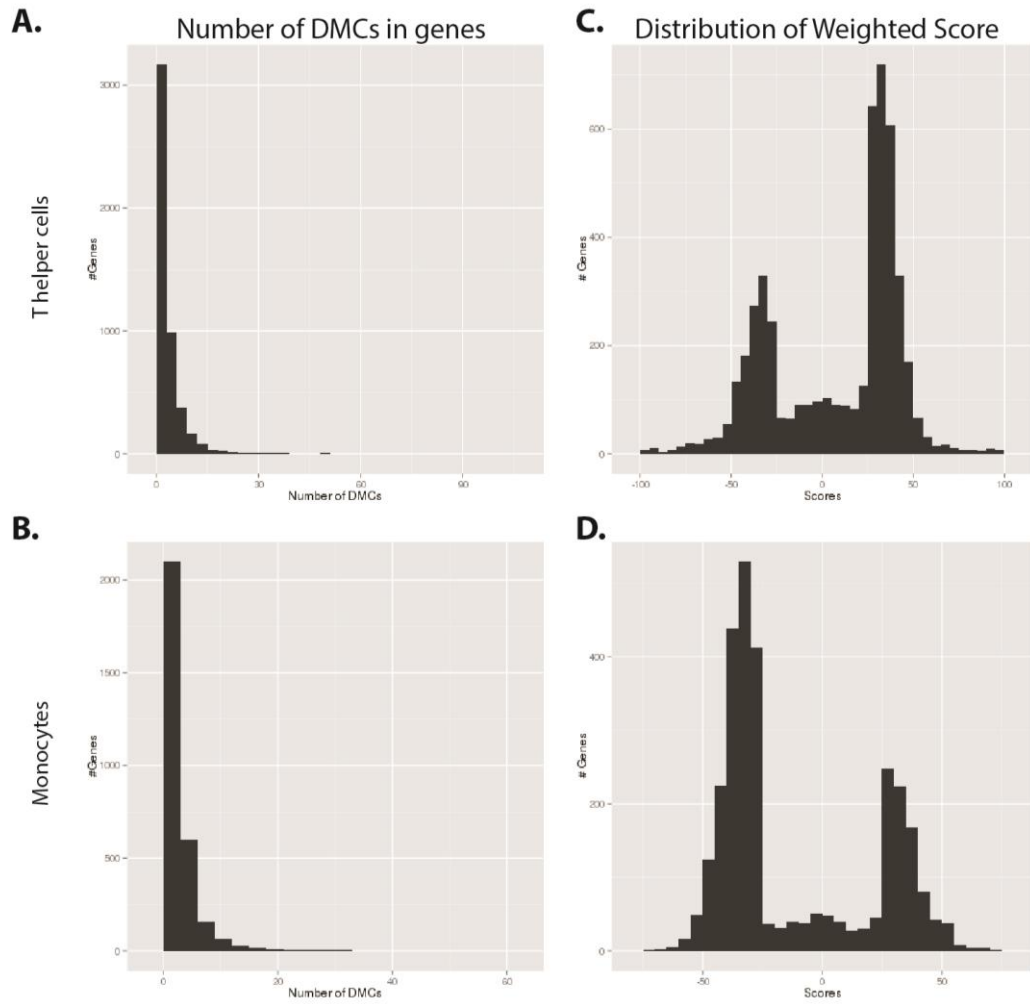 A.
Number of DMCs in genes
C.
Distribution of Weighted Score
T helper cells
#Genes
3000
2000
1000
0
0 30 60 90
Number of DMCs
# Genes
600
400
200
0
-100 -50 0 50 100
Scores
B.
D.
Monocytes
#Genes
2000
1500
1000
500
0
0 20 40 60
Number of DMCs
# Genes
400
200
0
-50 0 50
Scores